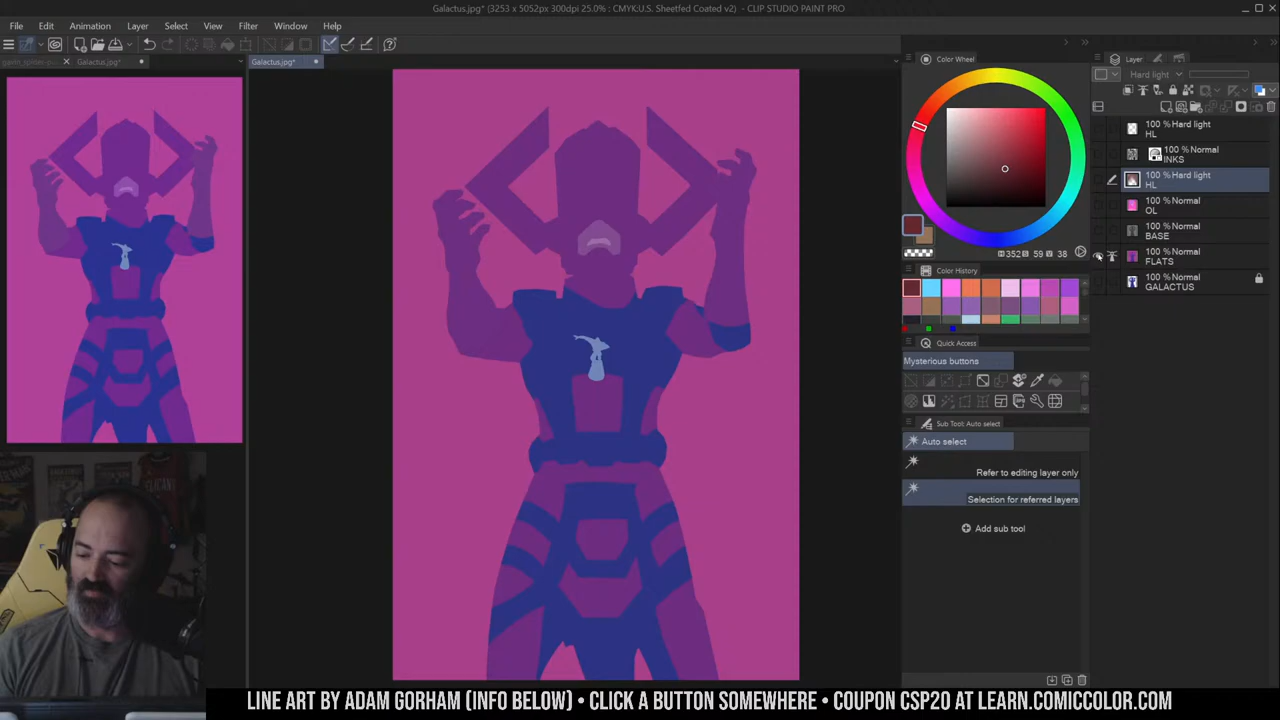 Galactus.jpg* (3253 x 5052px 300dpi 25.0% : CMYK:U.S. Sheetfed Coated v2) - CLIP STUDIO PAINT PRO
File Edit Animation Layer Select View Filter Window Help
Galactus.jpg*
Galactus.jpg*
Color Wheel
H 352 S 59 V 38
Color History
Quick Access
Mysterious buttons
Sub Tool: Auto select
Auto select
Refer to editing layer only
Selection for referred layers
Add sub tool
Layer
Hard light
100 % Hard light
HL
100 % Normal
INKS
100 % Hard light
HL
100 % Normal
OL
100 % Normal
BASE
100 % Normal
FLATS
100 % Normal
GALACTUS
LINE ART BY ADAM GORHAM (INFO BELOW) • CLICK A BUTTON SOMEWHERE • COUPON CSP20 AT LEARN.COMICCOLOR.COM